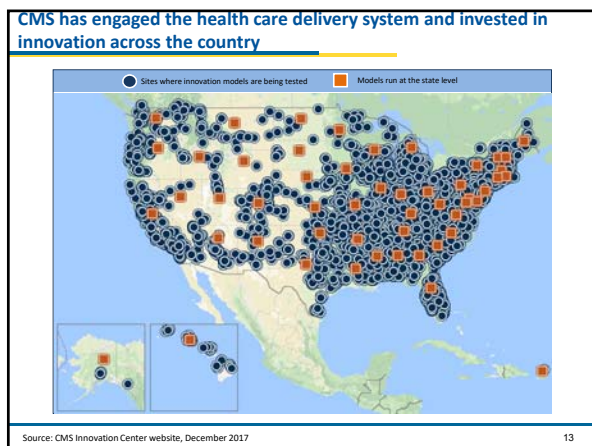 CMS has engaged the health care delivery system and invested in
innovation across the country
Sites where innovation models are being tested
Models run at the state level
Source: CMS Innovation Center website, December 2017
13